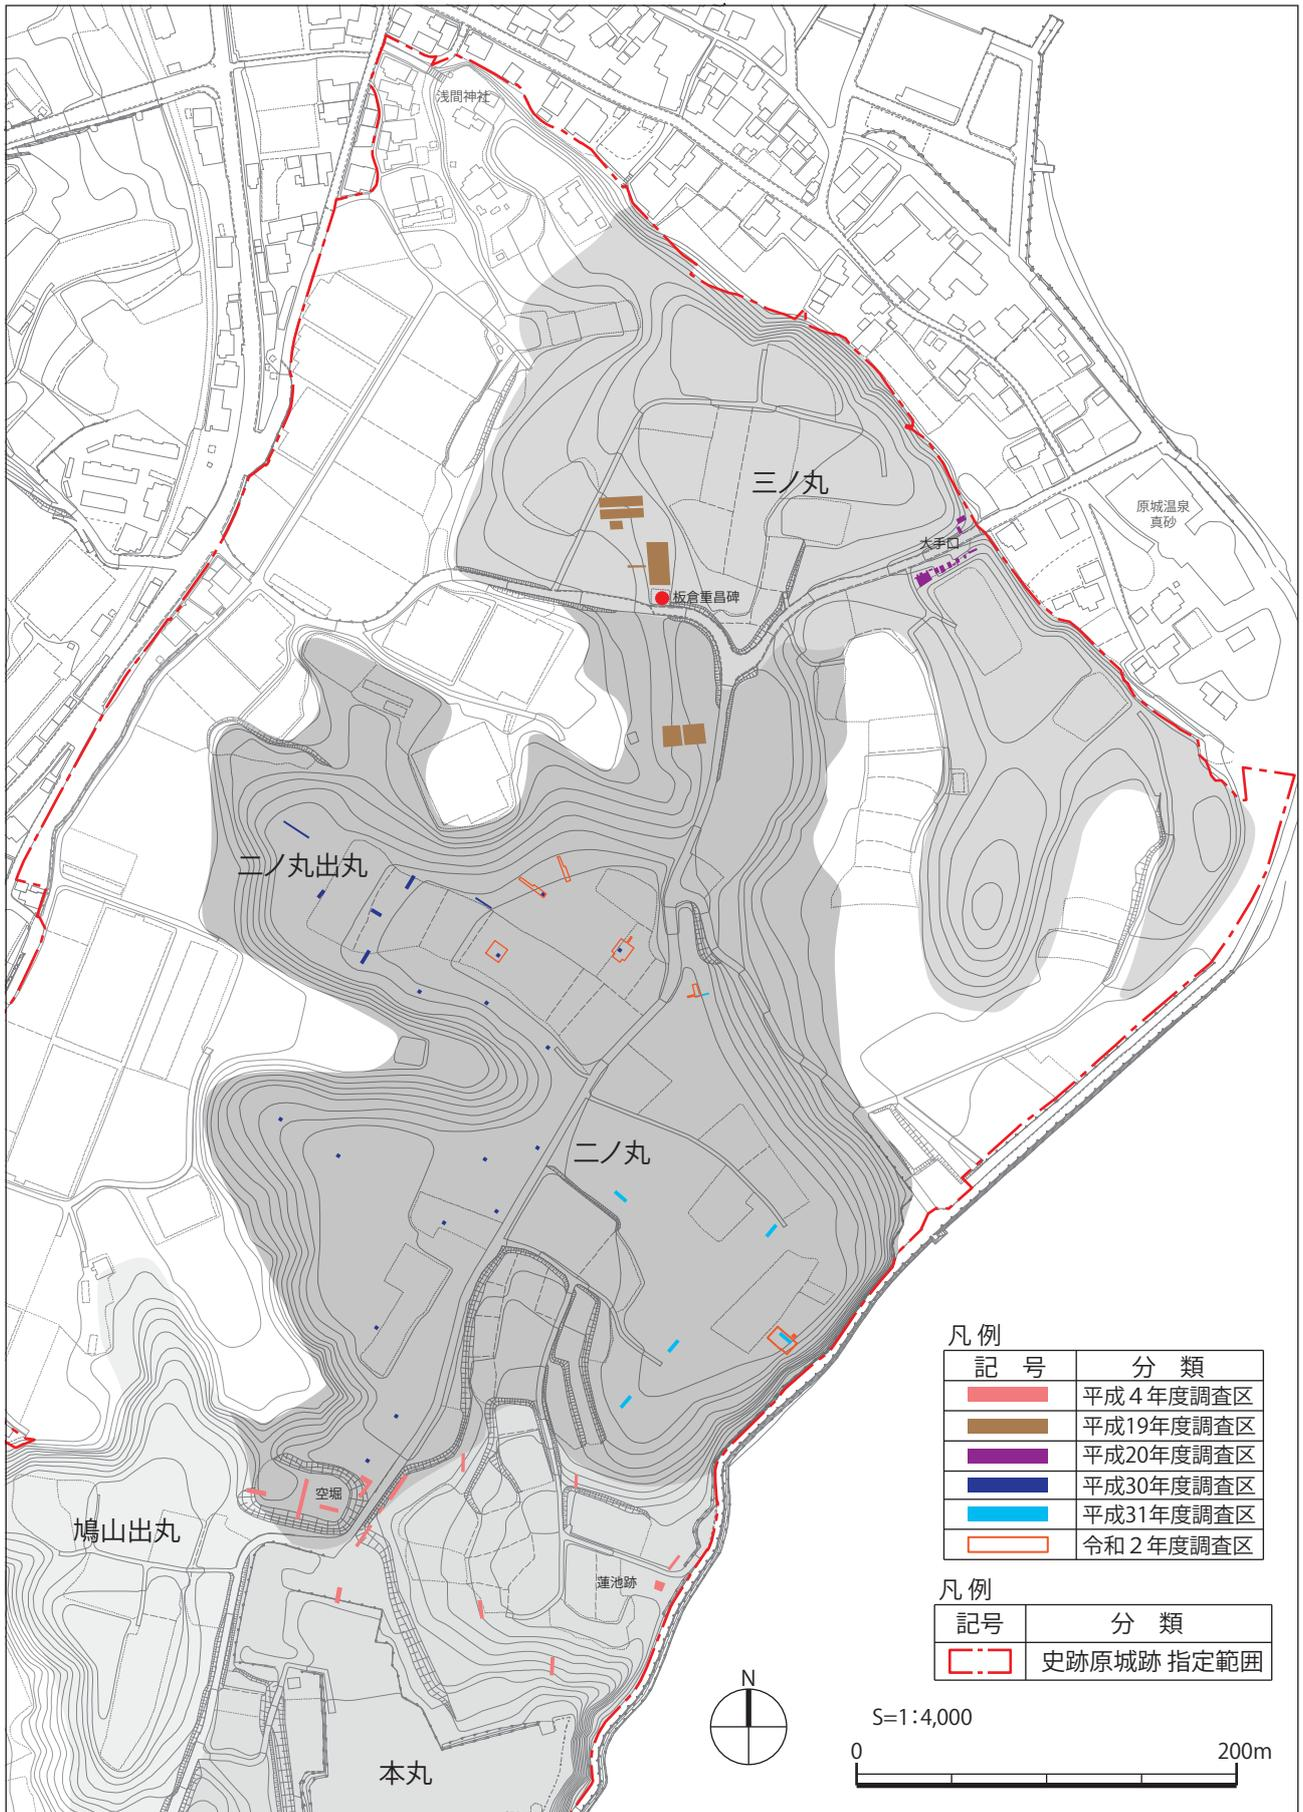 浅間神社
三ノ丸
原城温泉
真砂
大手口
板倉重昌碑
二ノ丸出丸
二ノ丸
空堀
鳩山出丸
蓮池跡
本丸
凡例
記 号 分 類
平成４年度調査区
平成19年度調査区
平成20年度調査区
平成30年度調査区
平成31年度調査区
令和２年度調査区
凡例
記号 分 類
史跡原城跡 指定範囲
N
S=1:4,000
0 200m